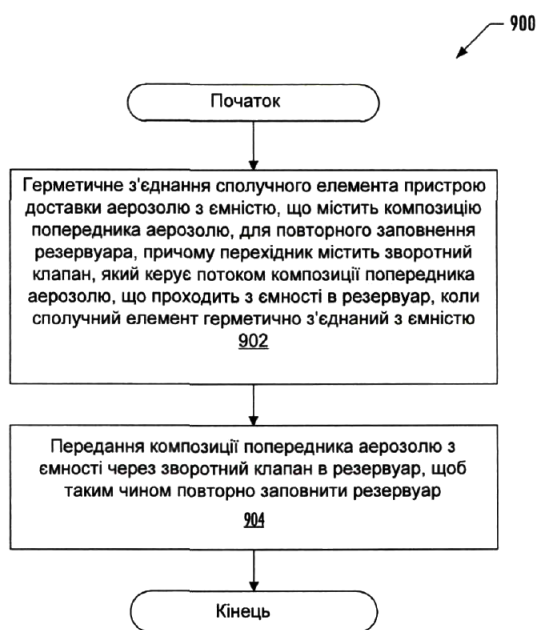 900
Початок
Герметичне з'єднання сполучного елемента пристрою
доставки аерозолю з ємністю, що містить композицію
попередника аерозолю, для повторного заповнення
резервуара, причому перехідник містить зворотний
клапан, який керує потоком композиції попередника
аерозолю, що проходить з ємності в резервуар, коли
сполучний елемент герметично з'єднаний з ємністю
902
Передання композиції попередника аерозолю з
ємності через зворотний клапан в резервуар, щоб
таким чином повторно заповнити резервуар
904
Кінець